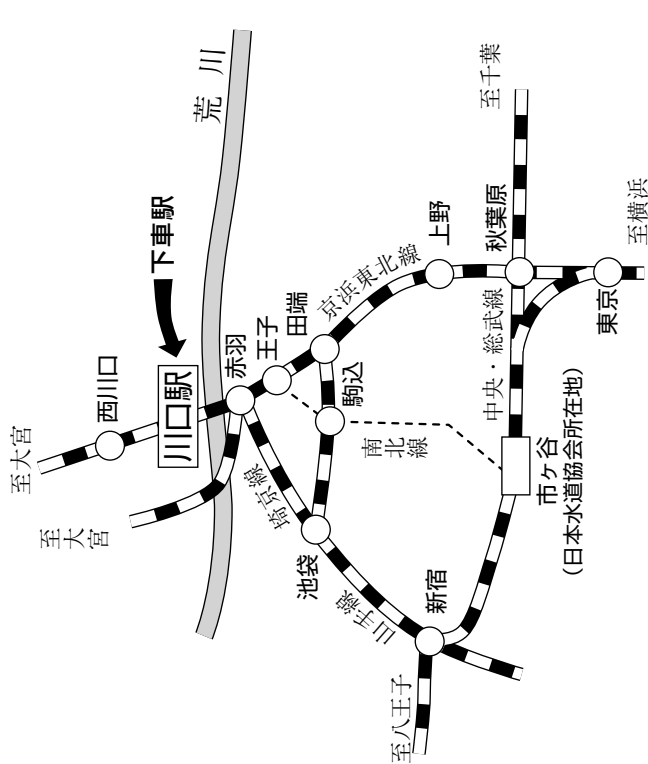 荒川
下車駅
至千葉
上野
秋葉原
至横浜
京浜東北線
東京
田端
王子
赤羽
川口駅
西川口
至大宮
至
大
宮
駒込
中央・総武線
南
北
線
市ヶ谷
(日本水道協会所在地)
埼京線
池袋
山手線
新宿
至八王子